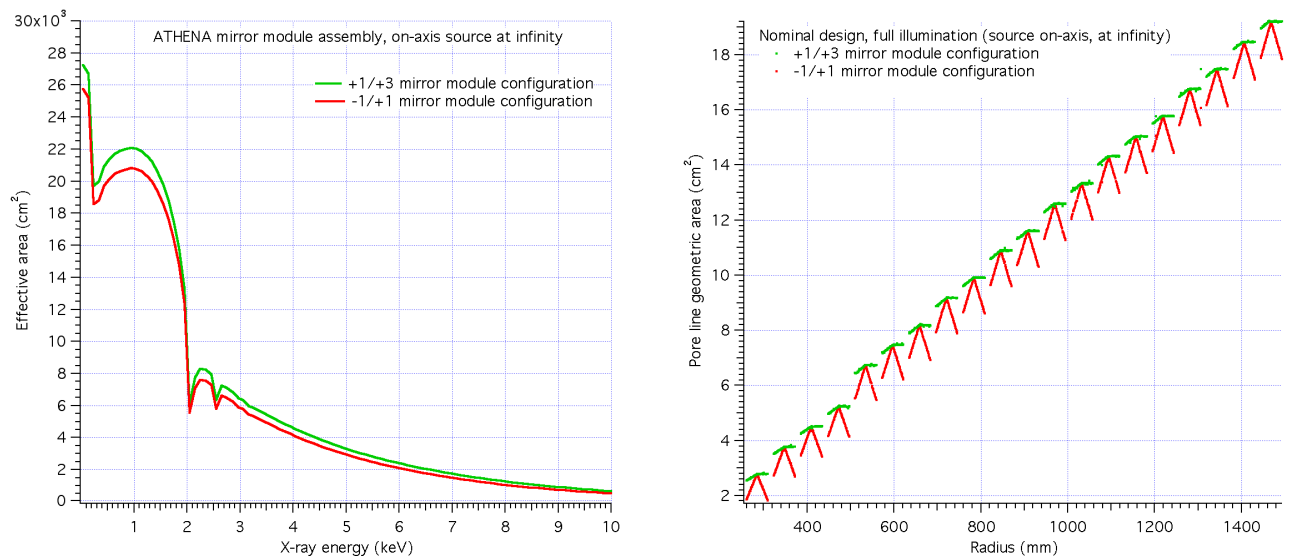 30x10³
28
26
24
22
20
18
16
14
12
10
8
6
4
2
0
Effective area (cm²)
ATHENA mirror module assembly, on-axis source at infinity
+1/+3 mirror module configuration
-1/+1 mirror module configuration
1 2 3 4 5 6 7 8 9 10
X-ray energy (keV)
18
16
14
12
10
8
6
4
2
Pore line geometric area (cm²)
Nominal design, full illumination (source on-axis, at infinity)
+1/+3 mirror module configuration
-1/+1 mirror module configuration
400 600 800 1000 1200 1400
Radius (mm)